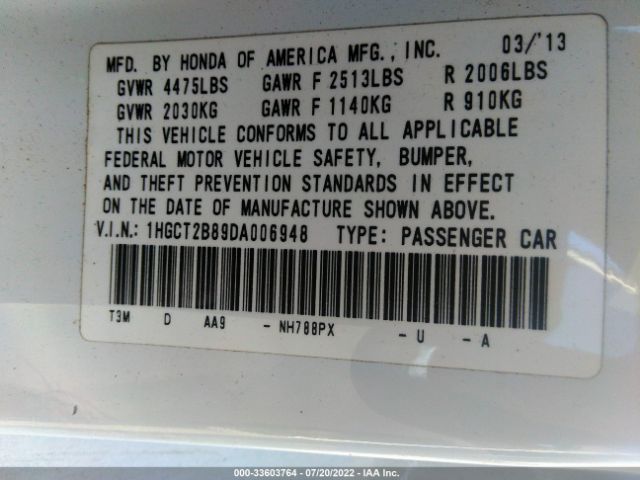 MFD. BY HONDA OF AMERICA MFG., INC. 03/'13
GVWR 4475LBS GAWR F 2513LBS R 2006LBS
GVWR 2030KG GAWR F 1140KG R 910KG
THIS VEHICLE CONFORMS TO ALL APPLICABLE
FEDERAL MOTOR VEHICLE SAFETY, BUMPER,
AND THEFT PREVENTION STANDARDS IN EFFECT
ON THE DATE OF MANUFACTURE SHOWN ABOVE.
V.I.N.: 1HGCT2B89DA006948 TYPE: PASSENGER CAR
T3M D AA9 - NH788PX - U - A
000-33603764 - 07/20/2022 - IAA Inc.